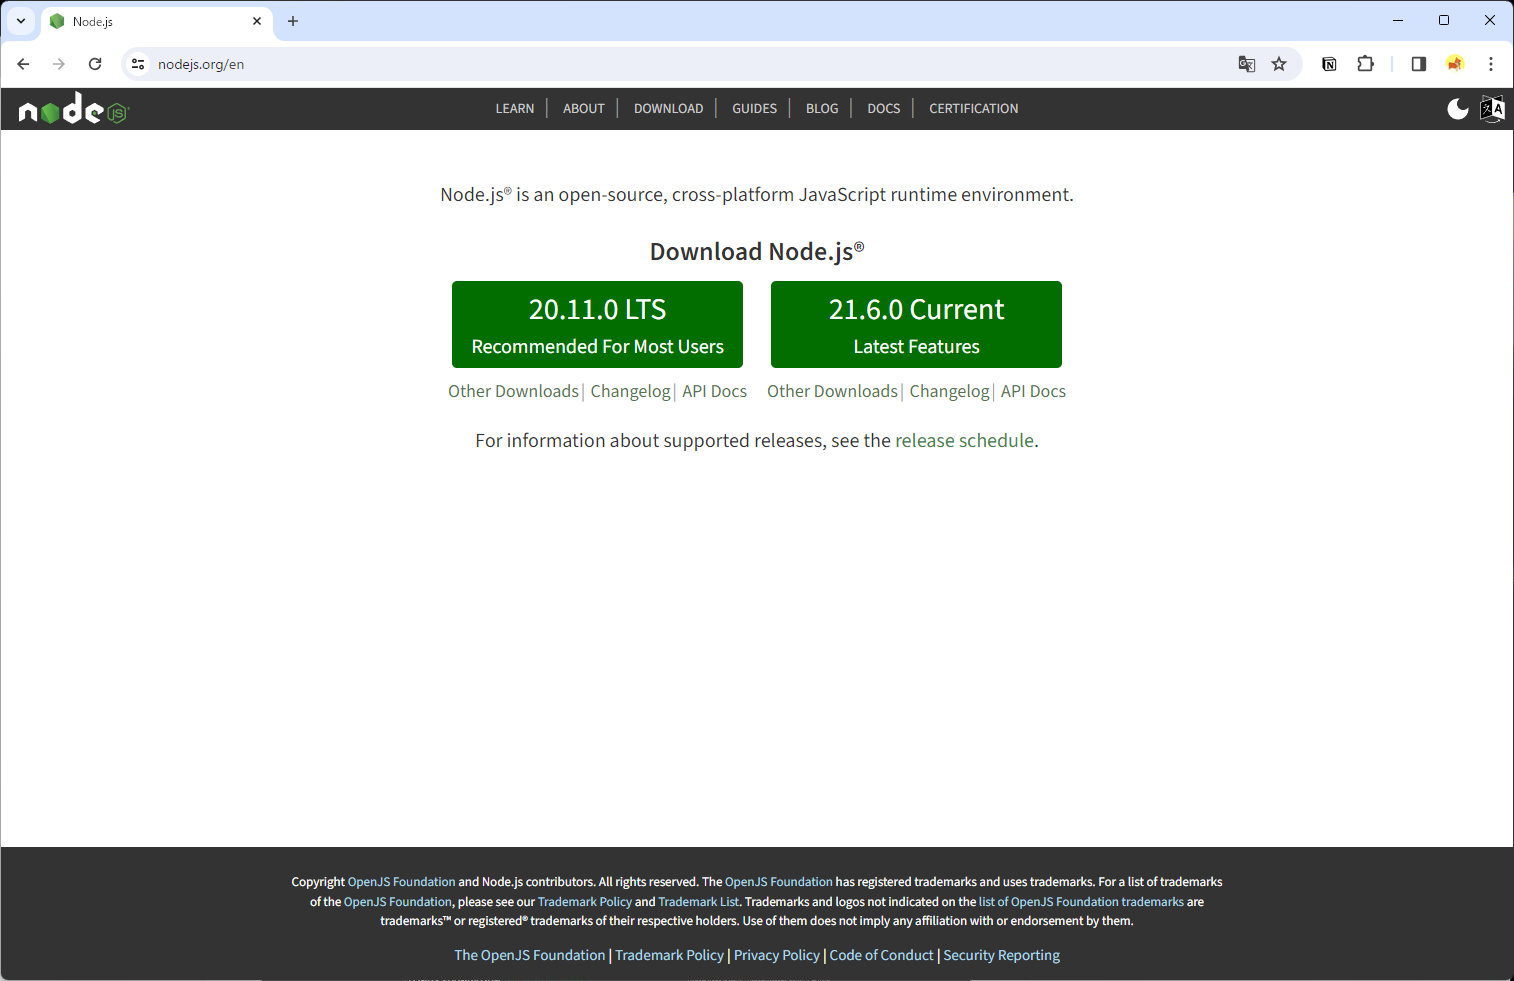 Node.js
nodejs.org/en
node JS
LEARN | ABOUT | DOWNLOAD | GUIDES | BLOG | DOCS | CERTIFICATION
Node.js® is an open-source, cross-platform JavaScript runtime environment.
Download Node.js®
20.11.0 LTS
Recommended For Most Users
21.6.0 Current
Latest Features
Other Downloads | Changelog | API Docs
Other Downloads | Changelog | API Docs
For information about supported releases, see the release schedule.
Copyright OpenJS Foundation and Node.js contributors. All rights reserved. The OpenJS Foundation has registered trademarks and uses trademarks. For a list of trademarks
of the OpenJS Foundation, please see our Trademark Policy and Trademark List. Trademarks and logos not indicated on the list of OpenJS Foundation trademarks are
trademarks™ or registered® trademarks of their respective holders. Use of them does not imply any affiliation with or endorsement by them.
The OpenJS Foundation | Trademark Policy | Privacy Policy | Code of Conduct | Security Reporting